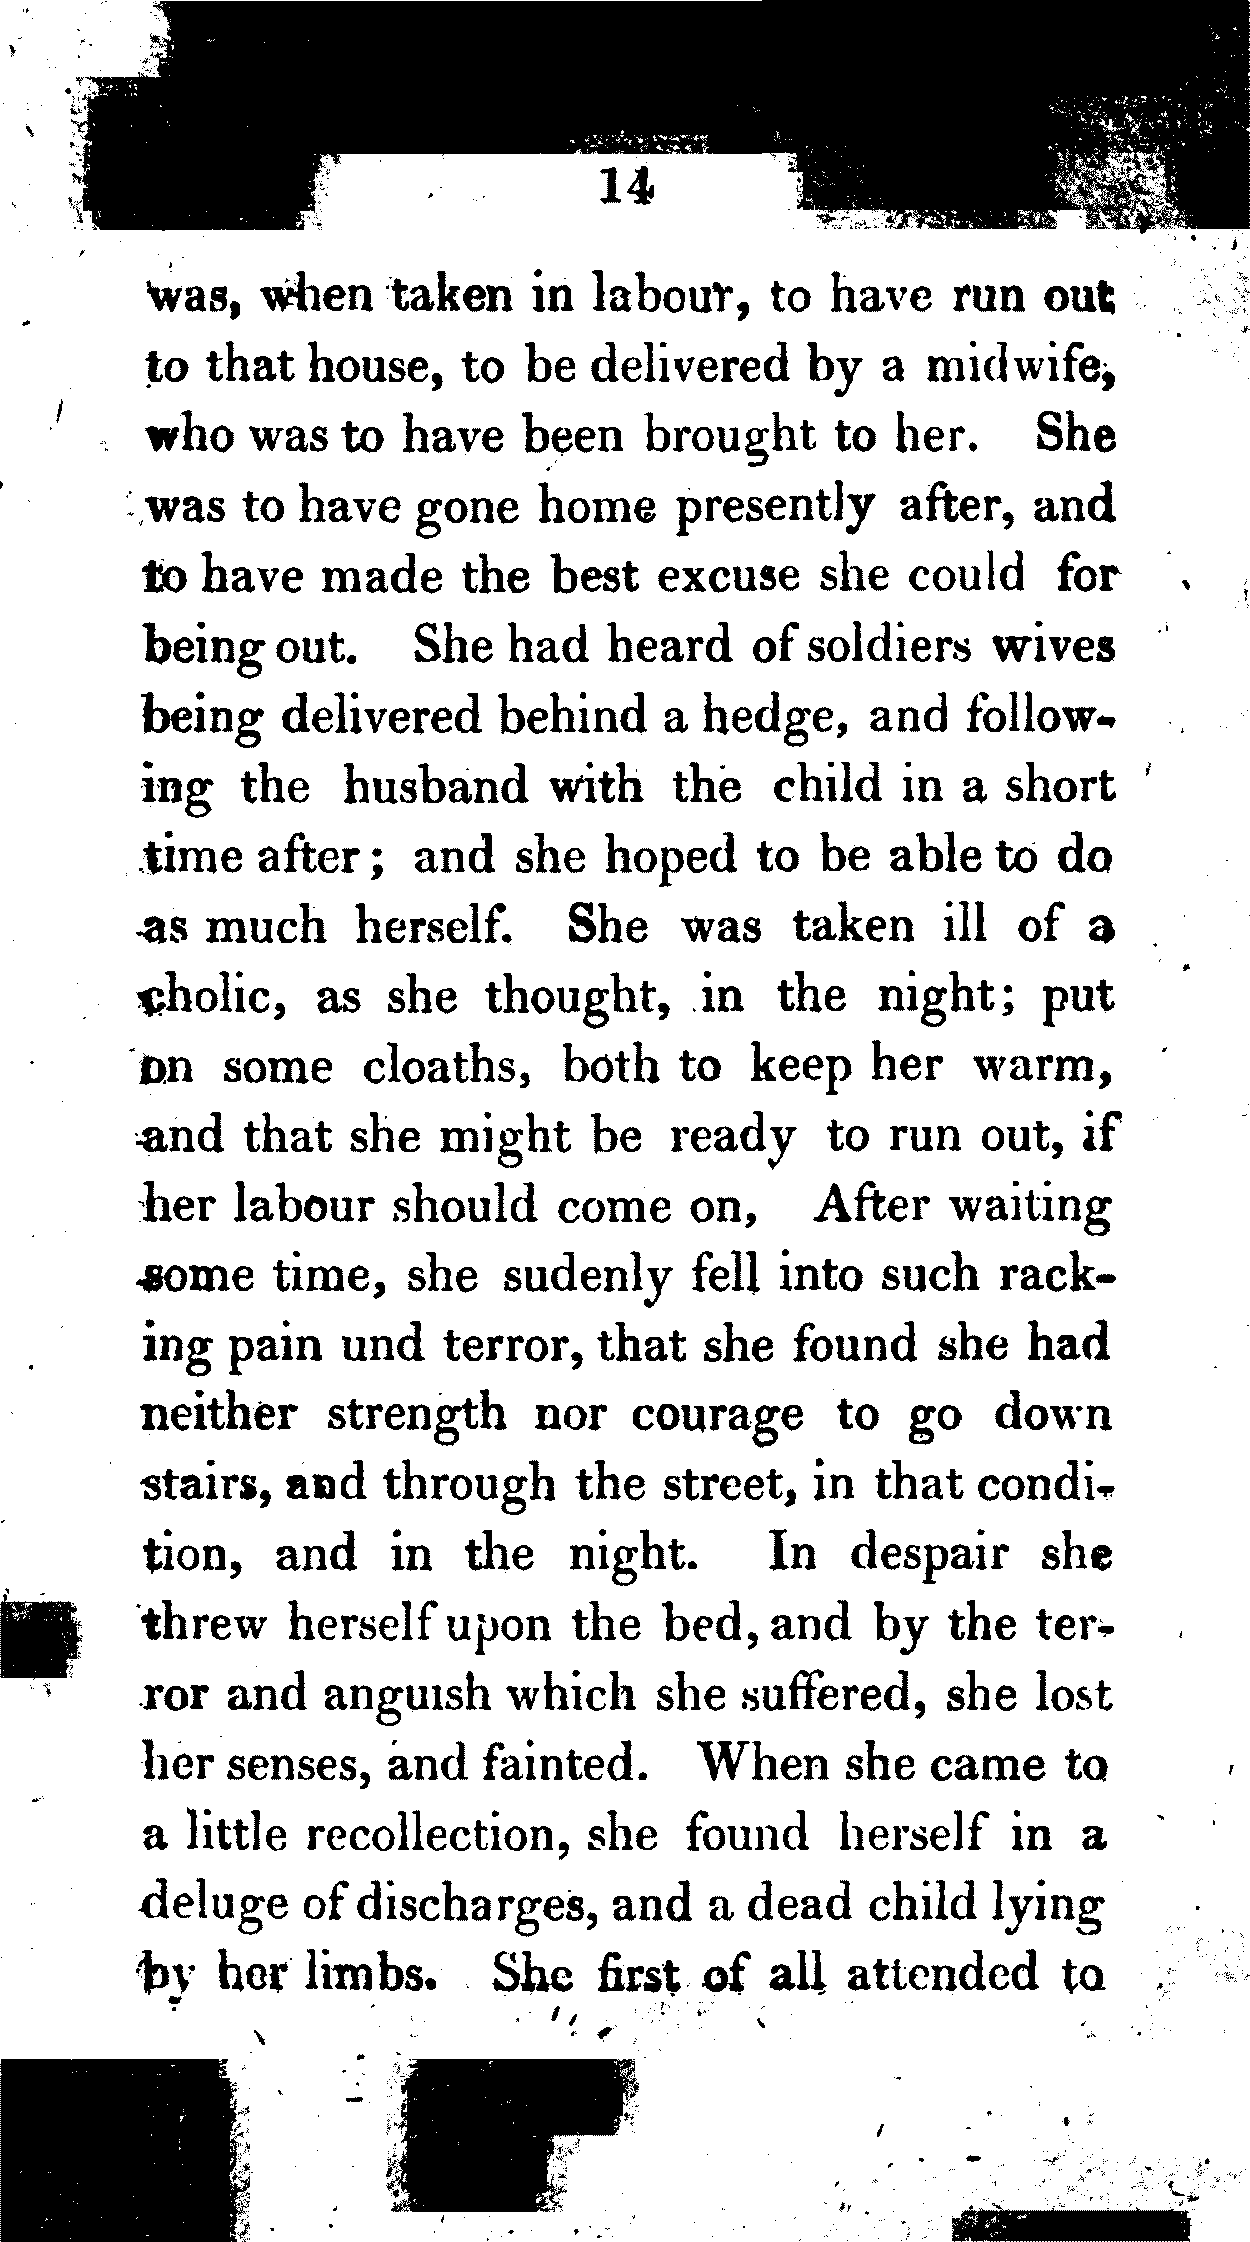 14
was, when taken in labour, to have run out
to that house, to be delivered by a midwife,
who was to have been brought to her. She
was to have gone home presently after, and
to have made the best excuse she could for
being out. She had heard of soldiers wives
being delivered behind a hedge, and follow-
ing the husband with the child in a short
time after; and she hoped to be able to do
as much herself. She was taken ill of a
cholic, as she thought, in the night; put
on some cloaths, both to keep her warm,
and that she might be ready to run out, if
her labour should come on, After waiting
some time, she sudenly fell into such rack-
ing pain und terror, that she found she had
neither strength nor courage to go down
stairs, and through the street, in that condi-
tion, and in the night. In despair she
threw herself upon the bed, and by the ter-
ror and anguish which she suffered, she lost
her senses, and fainted. When she came to
a little recollection, she found herself in a
deluge of discharges, and a dead child lying
by her limbs. She first of all attended to